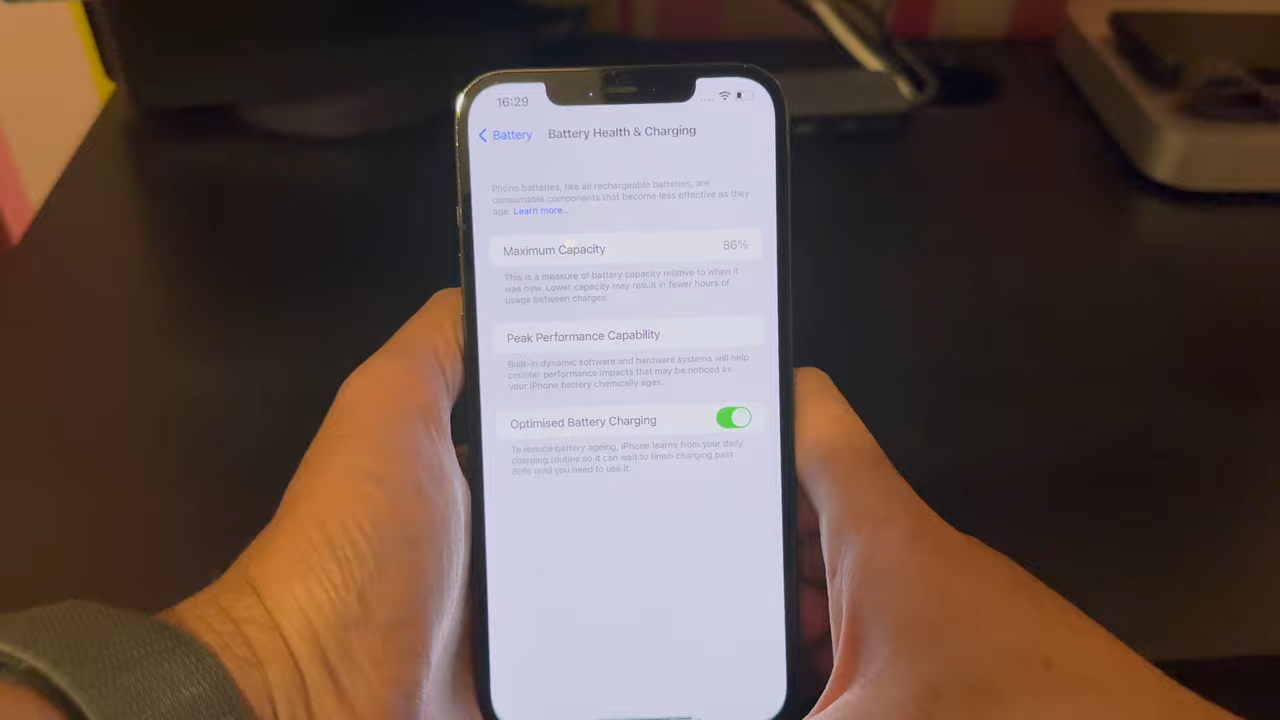 16:29
Battery Battery Health & Charging
Phone batteries, like all rechargeable batteries, are
consumable components that become less effective as they
age. Learn more...
Maximum Capacity 86%
This is a measure of battery capacity relative to when it
was new. Lower capacity may result in fewer hours of
usage between charges.
Peak Performance Capability
Built-in dynamic software and hardware systems will help
counter performance impacts that may be noticed as
your iPhone battery chemically ages.
Optimised Battery Charging
To reduce battery ageing, iPhone learns from your daily
charging routine so it can wait to finish charging past
80% until you need to use it.